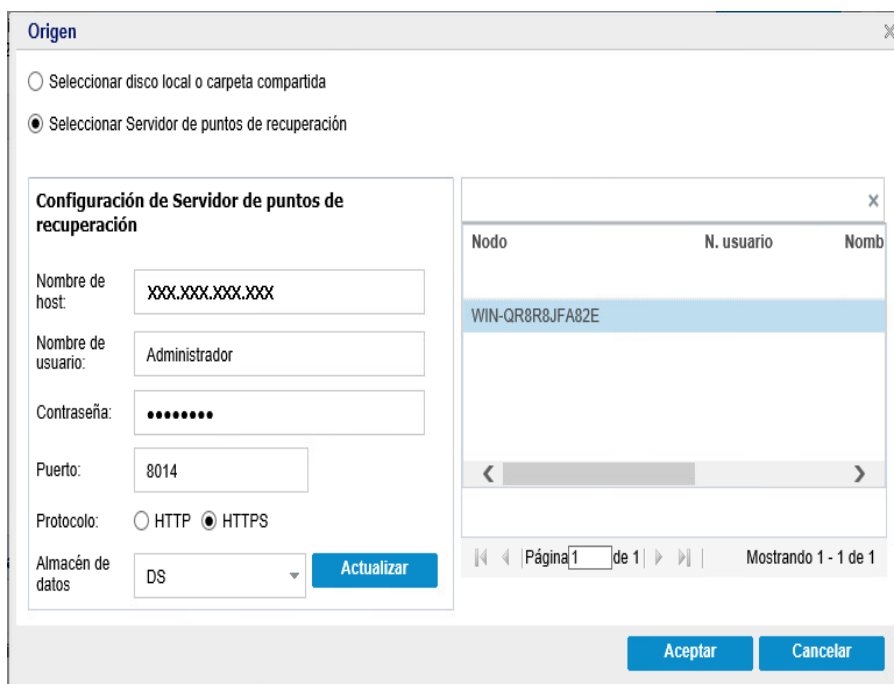 Origen
Seleccionar disco local o carpeta compartida
Seleccionar Servidor de puntos de recuperación
Configuración de Servidor de puntos de
recuperación
Nombre de
host:
XXX.XXX.XXX.XXX
Nombre de
usuario:
Administrador
Contraseña:
Puerto:
8014
Protocolo:
HTTP
HTTPS
Almacén de
datos
DS
Actualizar
Nodo N. usuario Nomb
WIN-QR8R8JFA82E
Página 1 de 1
Mostrando 1 - 1 de 1
Aceptar
Cancelar